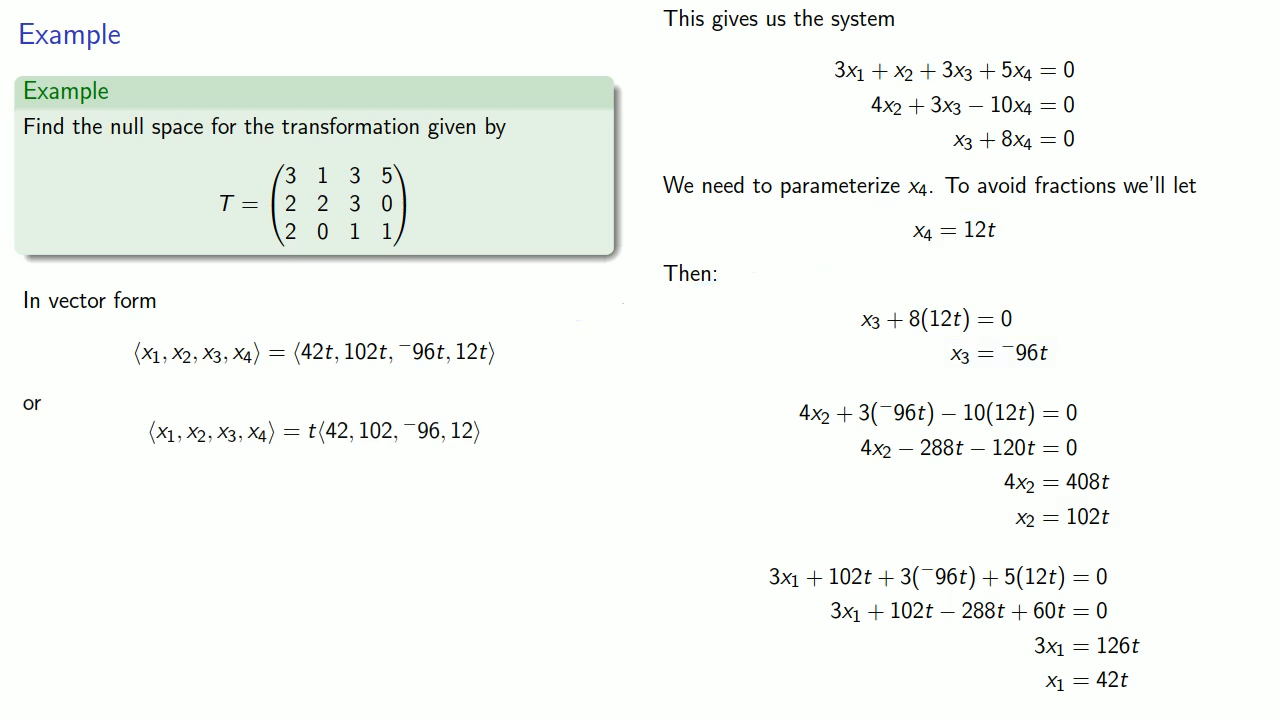 Example
Example
Find the null space for the transformation given by
T = (3 1 3 5
2 2 3 0
2 0 1 1)
In vector form
⟨x₁, x₂, x₃, x₄⟩ = ⟨42t, 102t, ⁻96t, 12t⟩
or
⟨x₁, x₂, x₃, x₄⟩ = t⟨42, 102, ⁻96, 12⟩
This gives us the system
3x₁ + x₂ + 3x₃ + 5x₄ = 0
4x₂ + 3x₃ − 10x₄ = 0
x₃ + 8x₄ = 0
We need to parameterize x₄. To avoid fractions we'll let
x₄ = 12t
Then:
x₃ + 8(12t) = 0
x₃ = ⁻96t
4x₂ + 3(⁻96t) − 10(12t) = 0
4x₂ − 288t − 120t = 0
4x₂ = 408t
x₂ = 102t
3x₁ + 102t + 3(⁻96t) + 5(12t) = 0
3x₁ + 102t − 288t + 60t = 0
3x₁ = 126t
x₁ = 42t